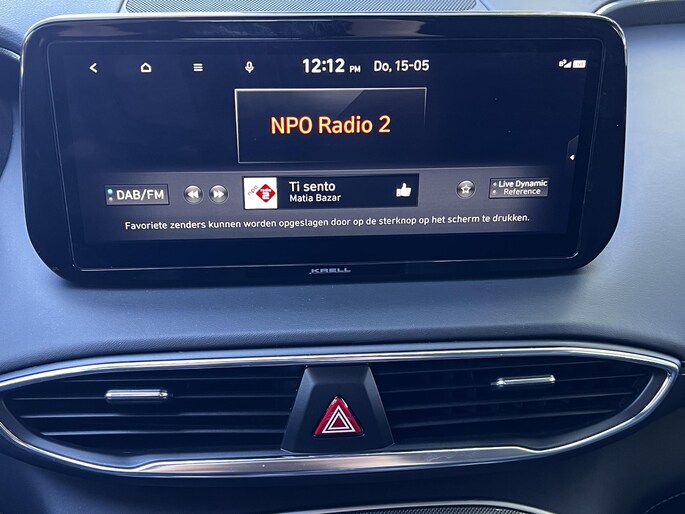 12:12 PM Do, 15-05
NPO Radio 2
DAB/FM
npo
Ti sento
Matia Bazar
Live Dynamic
Reference
Favoriete zenders kunnen worden opgeslagen door op de sterknop op het scherm te drukken.
KRELL